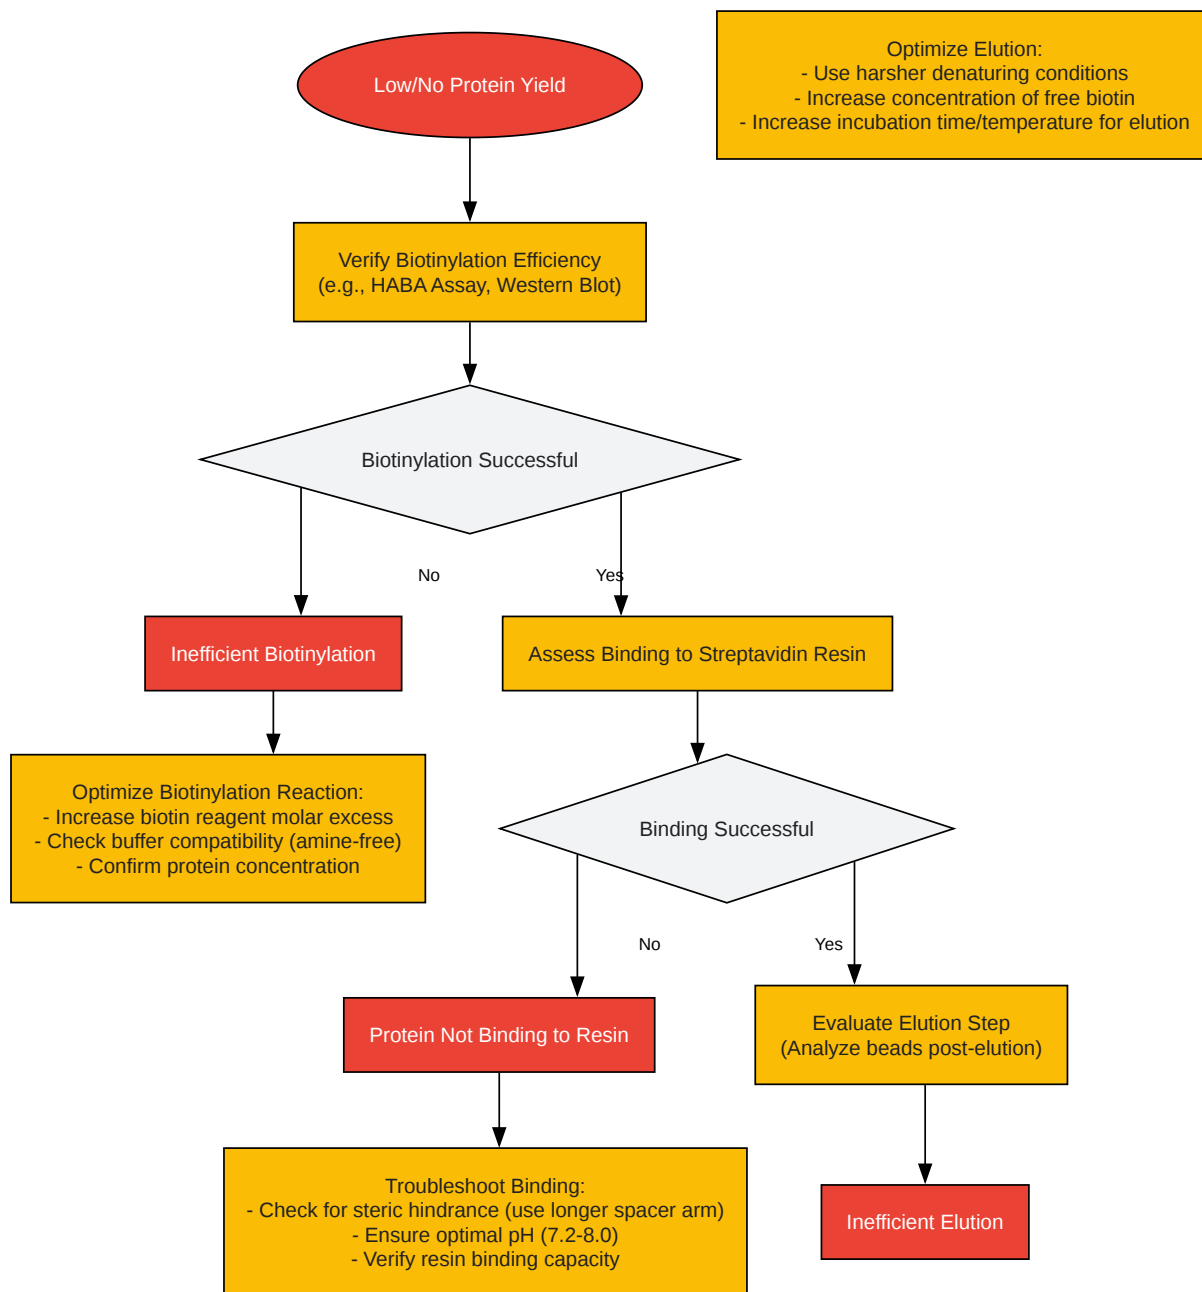 Low/No Protein Yield
Optimize Elution:
- Use harsher denaturing conditions
- Increase concentration of free biotin
- Increase incubation time/temperature for elution
Verify Biotinylation Efficiency
(e.g., HABA Assay, Western Blot)
Biotinylation Successful
No
Yes
Inefficient Biotinylation
Assess Binding to Streptavidin Resin
Optimize Biotinylation Reaction:
- Increase biotin reagent molar excess
- Check buffer compatibility (amine-free)
- Confirm protein concentration
Binding Successful
No
Yes
Protein Not Binding to Resin
Evaluate Elution Step
(Analyze beads post-elution)
Troubleshoot Binding:
- Check for steric hindrance (use longer spacer arm)
- Ensure optimal pH (7.2-8.0)
- Verify resin binding capacity
Inefficient Elution